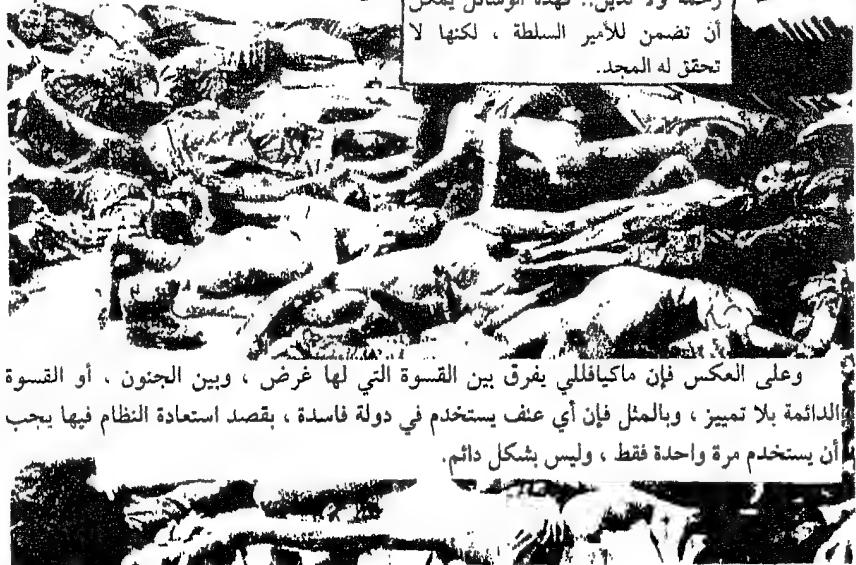 رحمة ولا تدين.. فهذه الوسائل يمكن
أن تضمن للأمير السلطة ، لكنها لا
تحقق له المجد.
وعلى العكس فإن ماكيافللي يفرق بين القسوة التي لها غرض ، وبين الجنون ، أو القسوة
الدائمة بلا تمييز ، وبالمثل فإن أي عنف يستخدم في دولة فاسدة ، بقصد استعادة النظام فيها يجب
أن يستخدم مرة واحدة فقط ، وليس بشكل دائم.